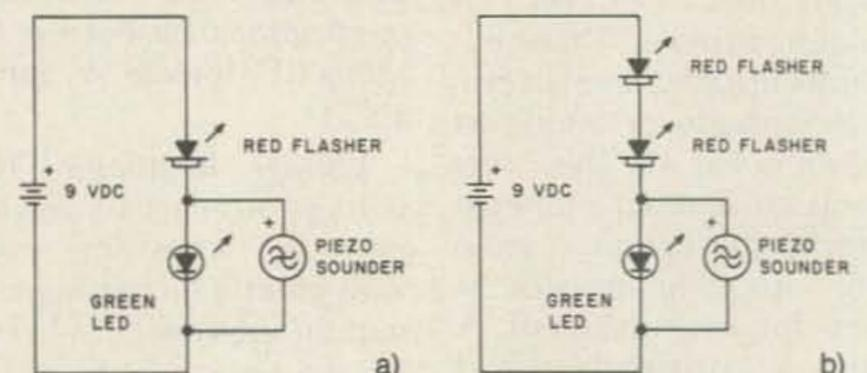 RED FLASHER
+
9 VDC
+
PIEZO
SOUNDER
GREEN
LED
a)
RED FLASHER
RED FLASHER
+
9 VDC
+
PIEZO
SOUNDER
GREEN
LED
b)